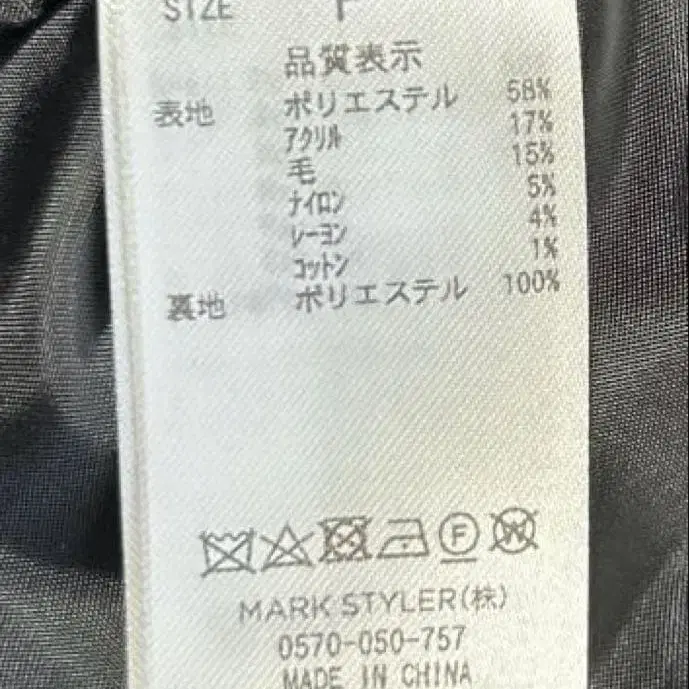 SIZE F
品質表示
表地 ポリエステル 58%
アクリル 17%
毛 15%
ナイロン 5%
レーヨン 4%
コットン 1%
裏地 ポリエステル 100%
F W
MARK STYLER(株)
0570-050-757
MADE IN CHINA